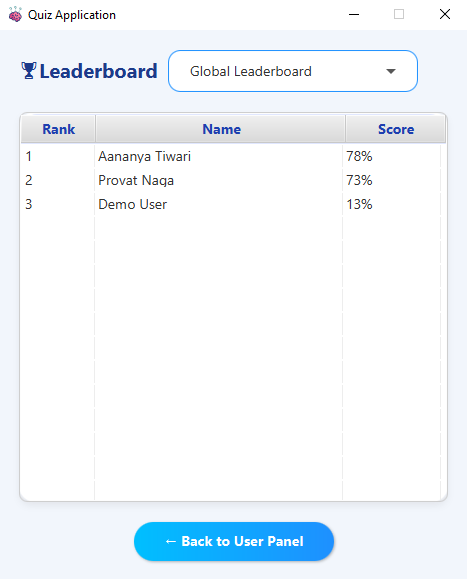 Quiz Application
Leaderboard
Global Leaderboard
Rank Name Score
1 Aananya Tiwari 78%
2 Provat Naga 73%
3 Demo User 13%
← Back to User Panel